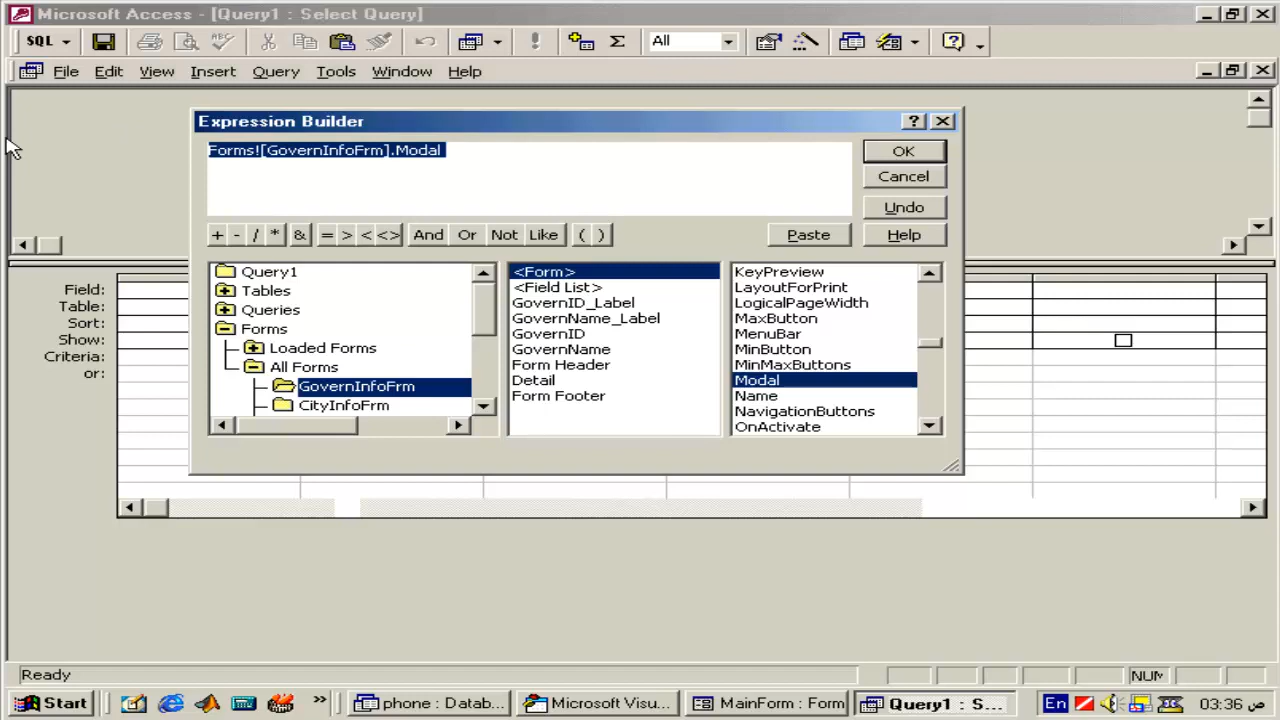 Microsoft Access - [Query1 : Select Query]
SQL All
File Edit View Insert Query Tools Window Help
Expression Builder
Forms![GovernInfoFrm].Modal
OK
Cancel
Undo
+ - / * & = > < <> And Or Not Like ( ) Paste Help
Query1
Tables
Queries
Forms
Loaded Forms
All Forms
GovernInfoFrm
CityInfoFrm
<Form>
<Field List>
GovernID_Label
GovernName_Label
GovernID
GovernName
Form Header
Detail
Form Footer
KeyPreview
LayoutForPrint
LogicalPageWidth
MaxButton
MenuBar
MinButton
MinMaxButtons
Modal
Name
NavigationButtons
OnActivate
Field:
Table:
Sort:
Show:
Criteria:
or:
Ready NUM
Start phone : Datab... Microsoft Visu... MainForm : Form Query1 : S... En 03:36 ص